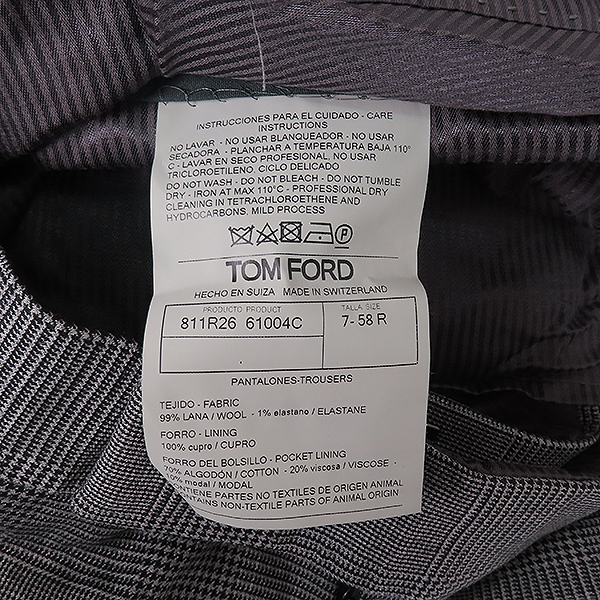 INSTRUCCIONES PARA EL CUIDADO - CARE
INSTRUCTIONS
NO LAVAR - NO USAR BLANQUEADOR - NO USAR
SECADORA - PLANCHAR A TEMPERATURA BAJA 110°
C - LAVAR EN SECO PROFESIONAL, NO USAR
TRICLOROETILENO, CICLO DELICADO
DO NOT WASH - DO NOT BLEACH - DO NOT TUMBLE
DRY - IRON AT MAX 110°C - PROFESSIONAL DRY
CLEANING IN TETRACHLOROETHENE AND
HYDROCARBONS, MILD PROCESS
P
TOM FORD
HECHO EN SUIZA MADE IN SWITZERLAND
PRODUCTO PRODUCT TALLA SIZE
811R26 61004C 7- 58 R
PANTALONES-TROUSERS
TEJIDO - FABRIC
99% LANA / WOOL - 1% elastano / ELASTANE
FORRO - LINING
100% cupro / CUPRO
FORRO DEL BOLSILLO - POCKET LINING
70% ALGODÓN / COTTON - 20% viscosa / VISCOSE -
10% modal / MODAL
CONTIENE PARTES NO TEXTILES DE ORIGEN ANIMAL
CONTAINS NON-TEXTILE PARTS OF ANIMAL ORIGIN